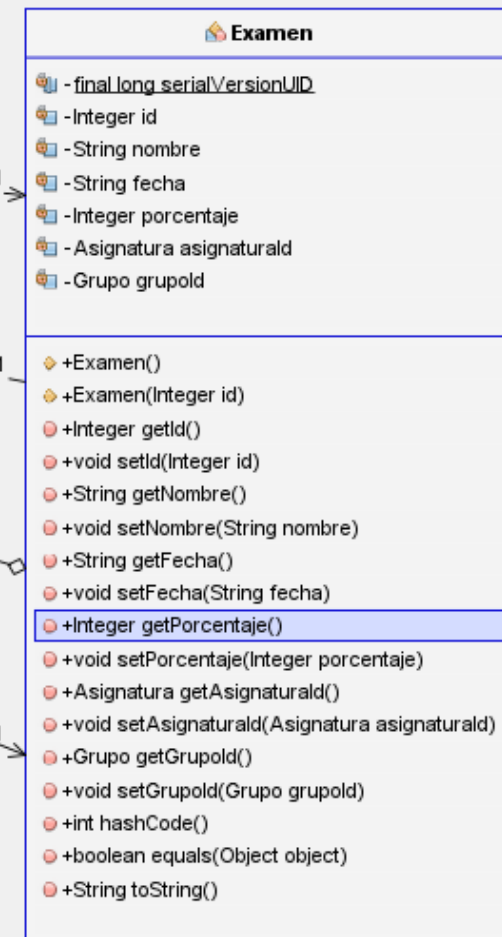 Examen
-final long serialVersionUID
-Integer id
-String nombre
-String fecha
-Integer porcentaje
-Asignatura asignaturaId
-Grupo grupoId
+Examen()
+Examen(Integer id)
+Integer getId()
+void setId(Integer id)
+String getNombre()
+void setNombre(String nombre)
+String getFecha()
+void setFecha(String fecha)
+Integer getPorcentaje()
+void setPorcentaje(Integer porcentaje)
+Asignatura getAsignaturaId()
+void setAsignaturaId(Asignatura asignaturaId)
+Grupo getGrupoId()
+void setGrupoId(Grupo grupoId)
+int hashCode()
+boolean equals(Object object)
+String toString()